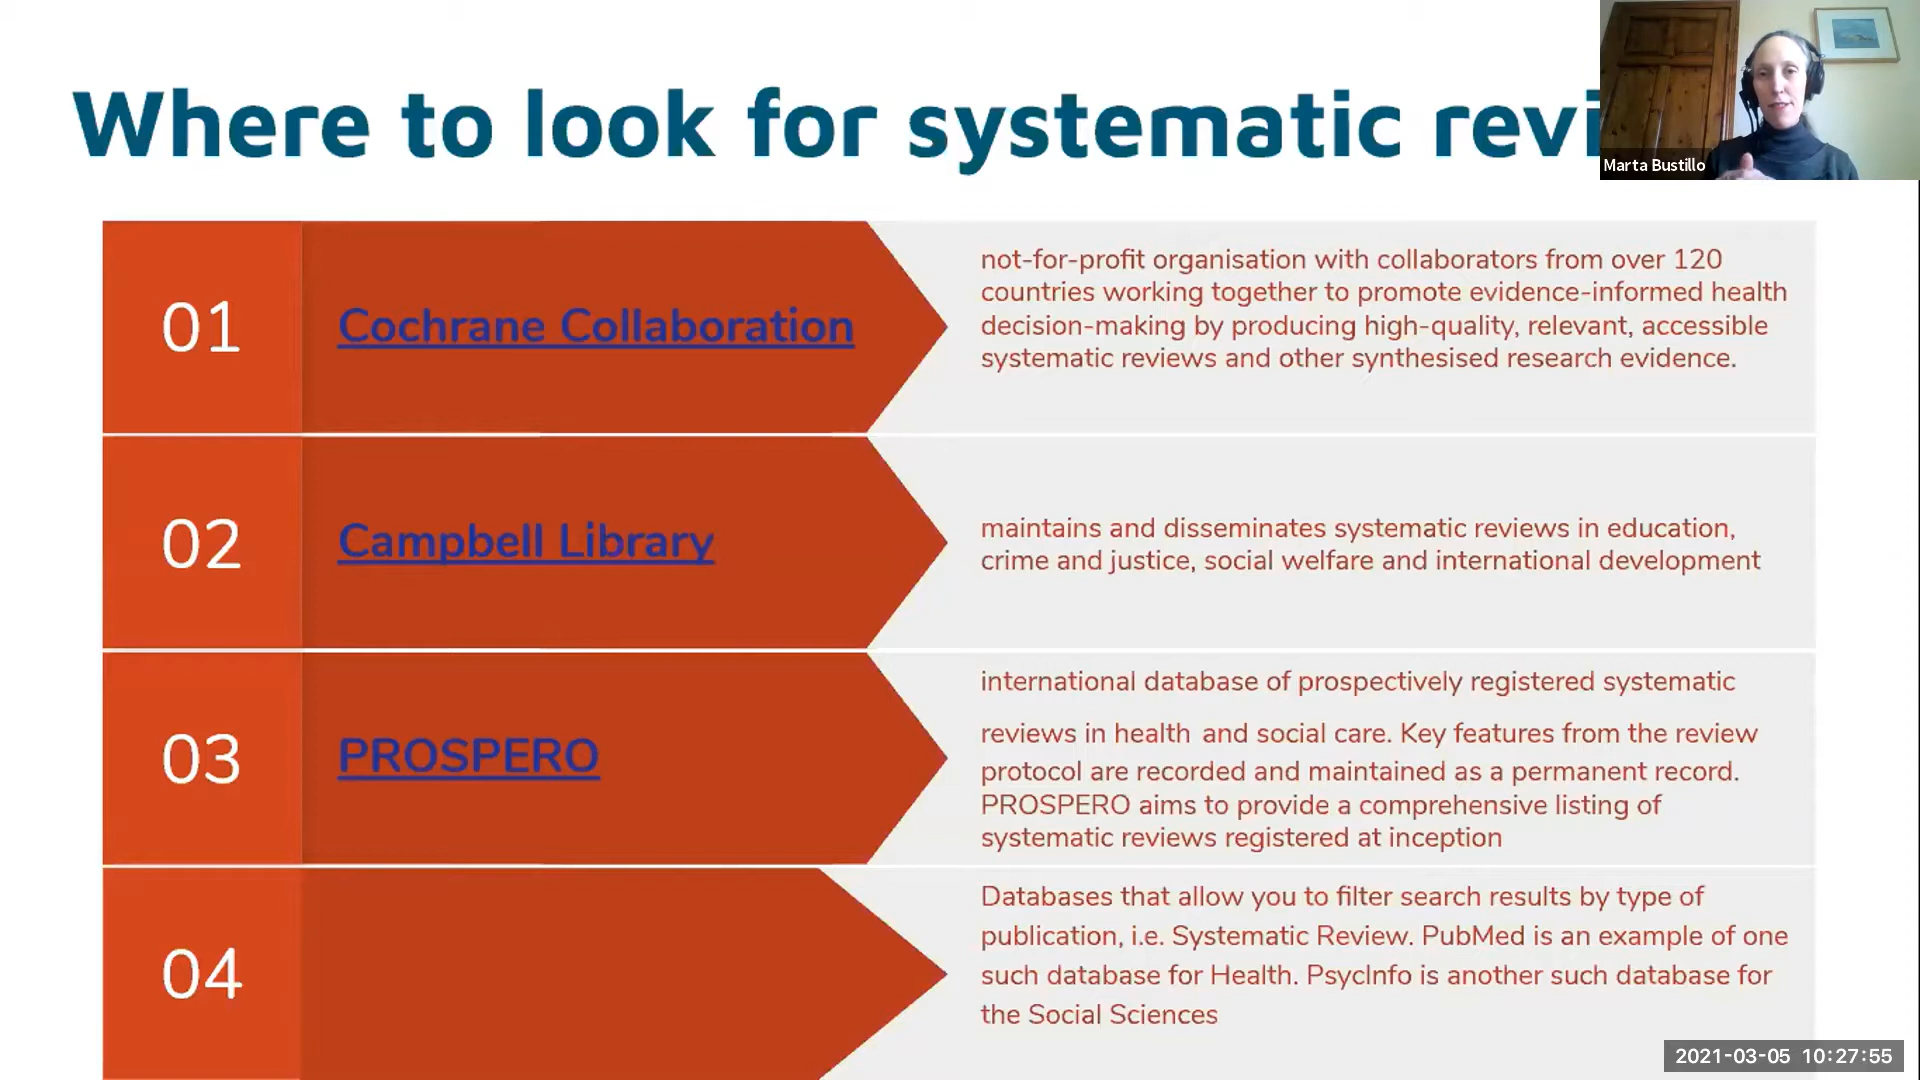 Where to look for systematic revi
Marta Bustillo
01
Cochrane Collaboration
not-for-profit organisation with collaborators from over 120
countries working together to promote evidence-informed health
decision-making by producing high-quality, relevant, accessible
systematic reviews and other synthesised research evidence.
02
Campbell Library
maintains and disseminates systematic reviews in education,
crime and justice, social welfare and international development
03
PROSPERO
international database of prospectively registered systematic
reviews in health and social care. Key features from the review
protocol are recorded and maintained as a permanent record.
PROSPERO aims to provide a comprehensive listing of
systematic reviews registered at inception
04
Databases that allow you to filter search results by type of
publication, i.e. Systematic Review. PubMed is an example of one
such database for Health. PsycInfo is another such database for
the Social Sciences
2021-03-05 10:27:55